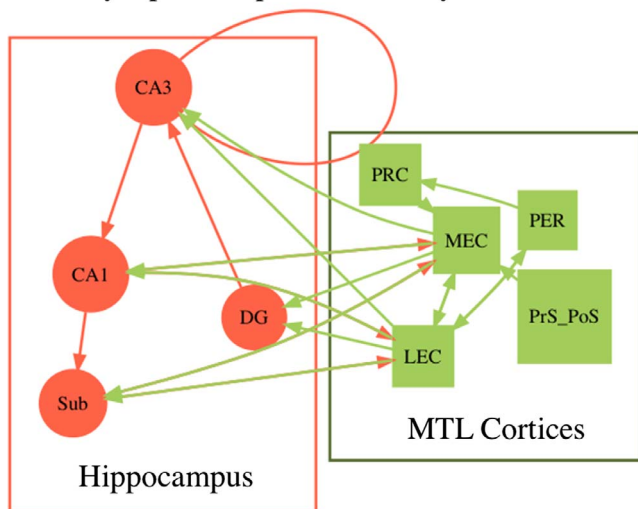 CA3
PRC
PER
MEC
CA1
DG
PrS_PoS
LEC
Sub
MTL Cortices
Hippocampus